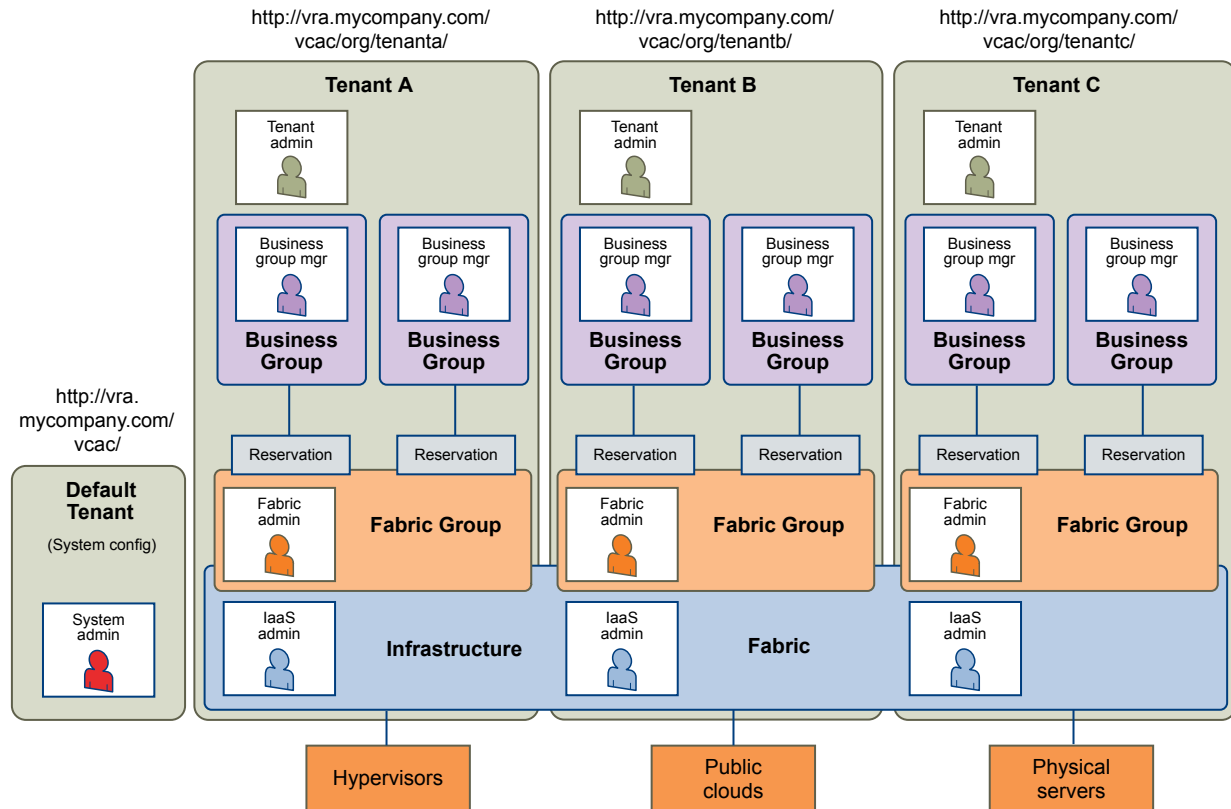 http://vra.mycompany.com/
vcac/org/tenanta/
http://vra.mycompany.com/
vcac/org/tenantb/
http://vra.mycompany.com/
vcac/org/tenantc/
Tenant A
Tenant B
Tenant C
Tenant
admin
Tenant
admin
Tenant
admin
Business
group mgr
Business
group mgr
Business
group mgr
Business
group mgr
Business
group mgr
Business
group mgr
Business
Group
Business
Group
Business
Group
Business
Group
Business
Group
Business
Group
http://vra.
mycompany.com/
vcac/
Reservation
Reservation
Reservation
Reservation
Reservation
Reservation
Default
Tenant
(System config)
System
admin
Fabric
admin
Fabric Group
Fabric
admin
Fabric Group
Fabric
admin
Fabric Group
IaaS
admin
Infrastructure
IaaS
admin
Fabric
IaaS
admin
Hypervisors
Public
clouds
Physical
servers